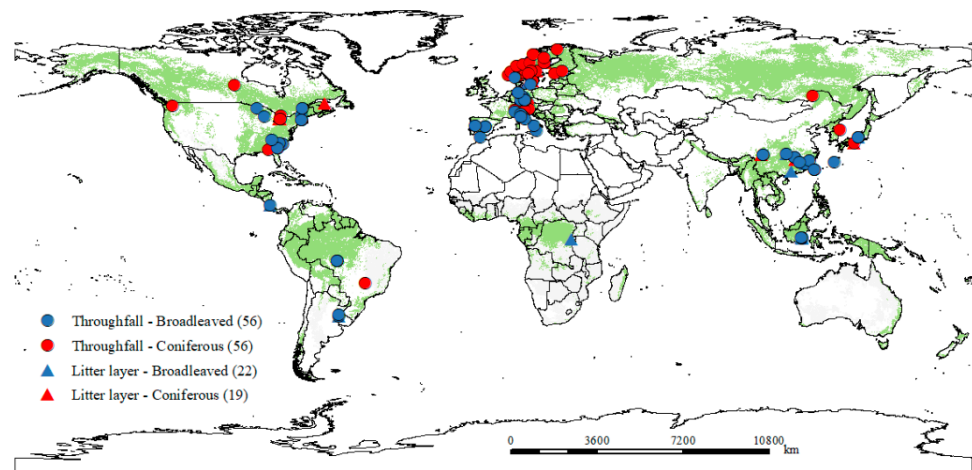 Throughfall - Broadleaved (56)
Throughfall - Coniferous (56)
Litter layer - Broadleaved (22)
Litter layer - Coniferous (19)
0 3600 7200 10800
km